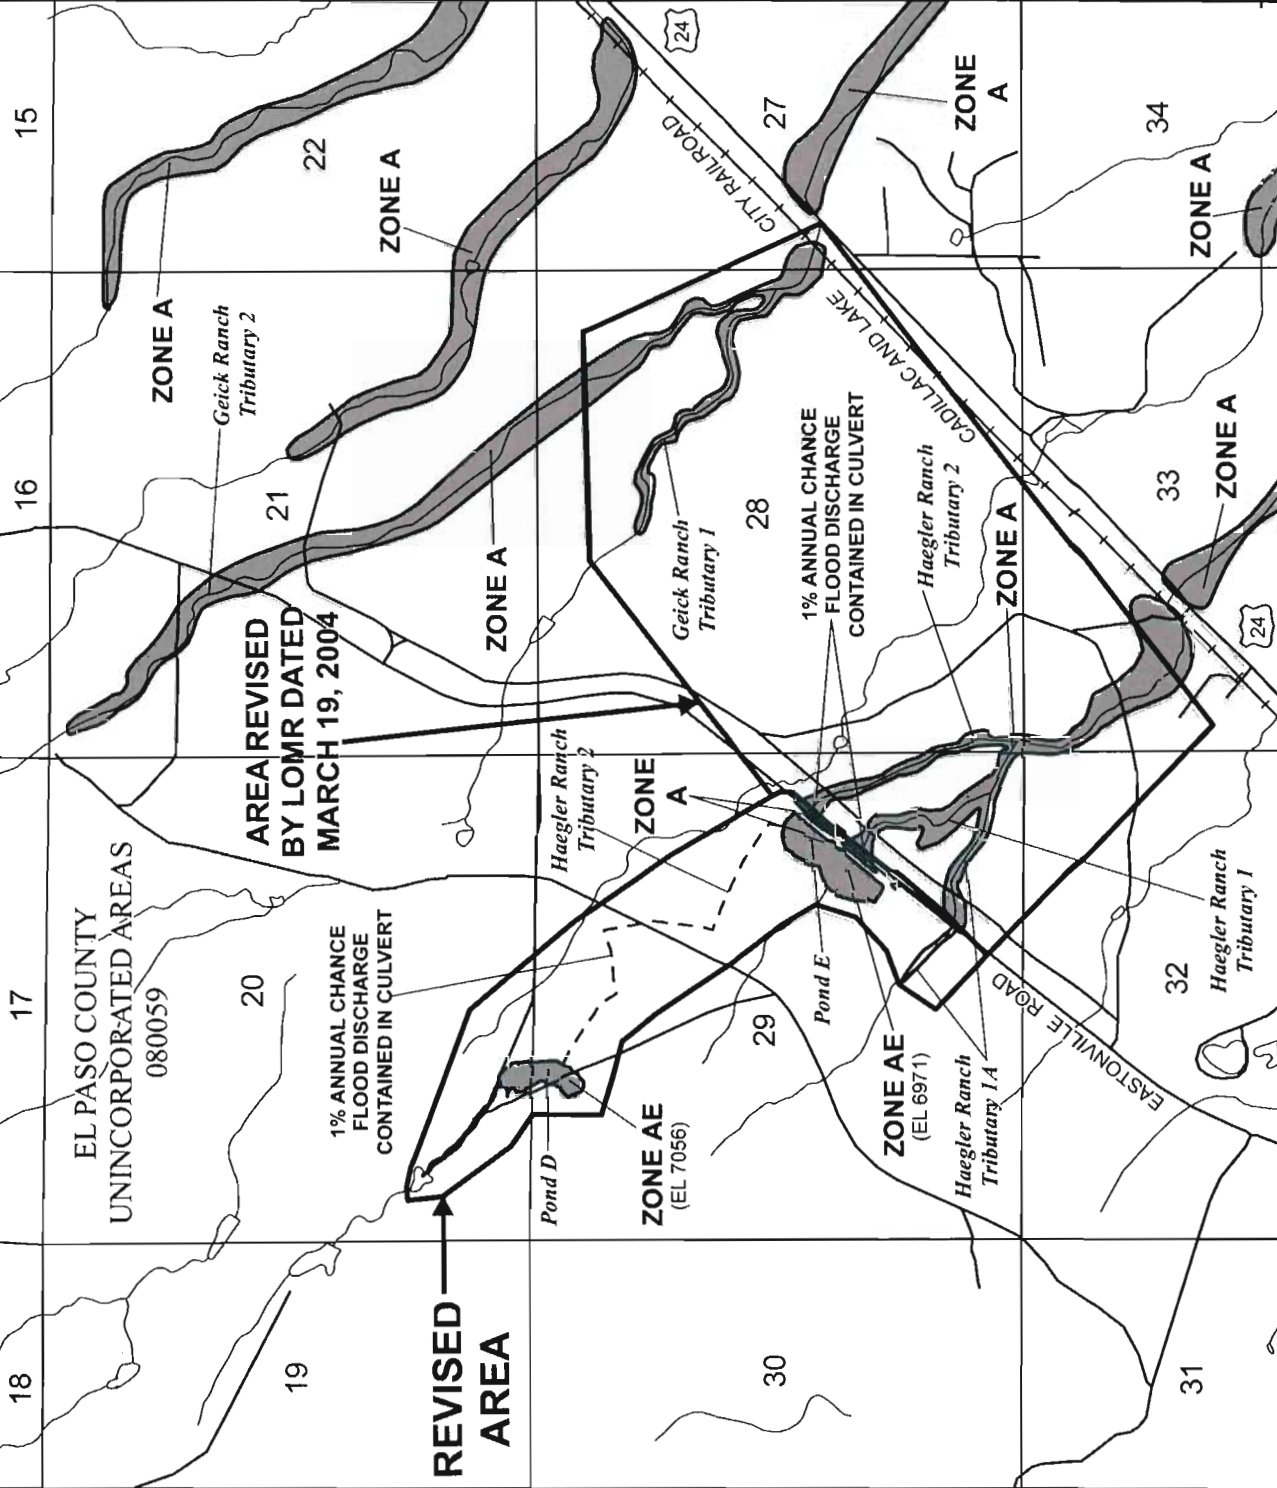 EL PASO COUNTY
UNINCORPORATED AREAS
080059
18
17
16
15
19
20
21
22
30
29
28
27
31
32
33
34
ZONE A
Geick Ranch
Tributary 2
ZONE A
ZONE A
AREA REVISED
BY LOMR DATED
MARCH 19, 2004
1% ANNUAL CHANCE
FLOOD DISCHARGE
CONTAINED IN CULVERT
REVISED
AREA
Pond D
ZONE AE
(EL 7056)
Haegler Ranch
Tributary 2
ZONE
A
Geick Ranch
Tributary 1
1% ANNUAL CHANCE
FLOOD DISCHARGE
CONTAINED IN CULVERT
Haegler Ranch
Tributary 2
ZONE A
Pond E
ZONE AE
(EL 6971)
Haegler Ranch
Tributary 1A
EASTONVILLE ROAD
Haegler Ranch
Tributary 1
CADILLAC AND LAKE
CITY RAILROAD
24
ZONE
A
ZONE A
ZONE A
24